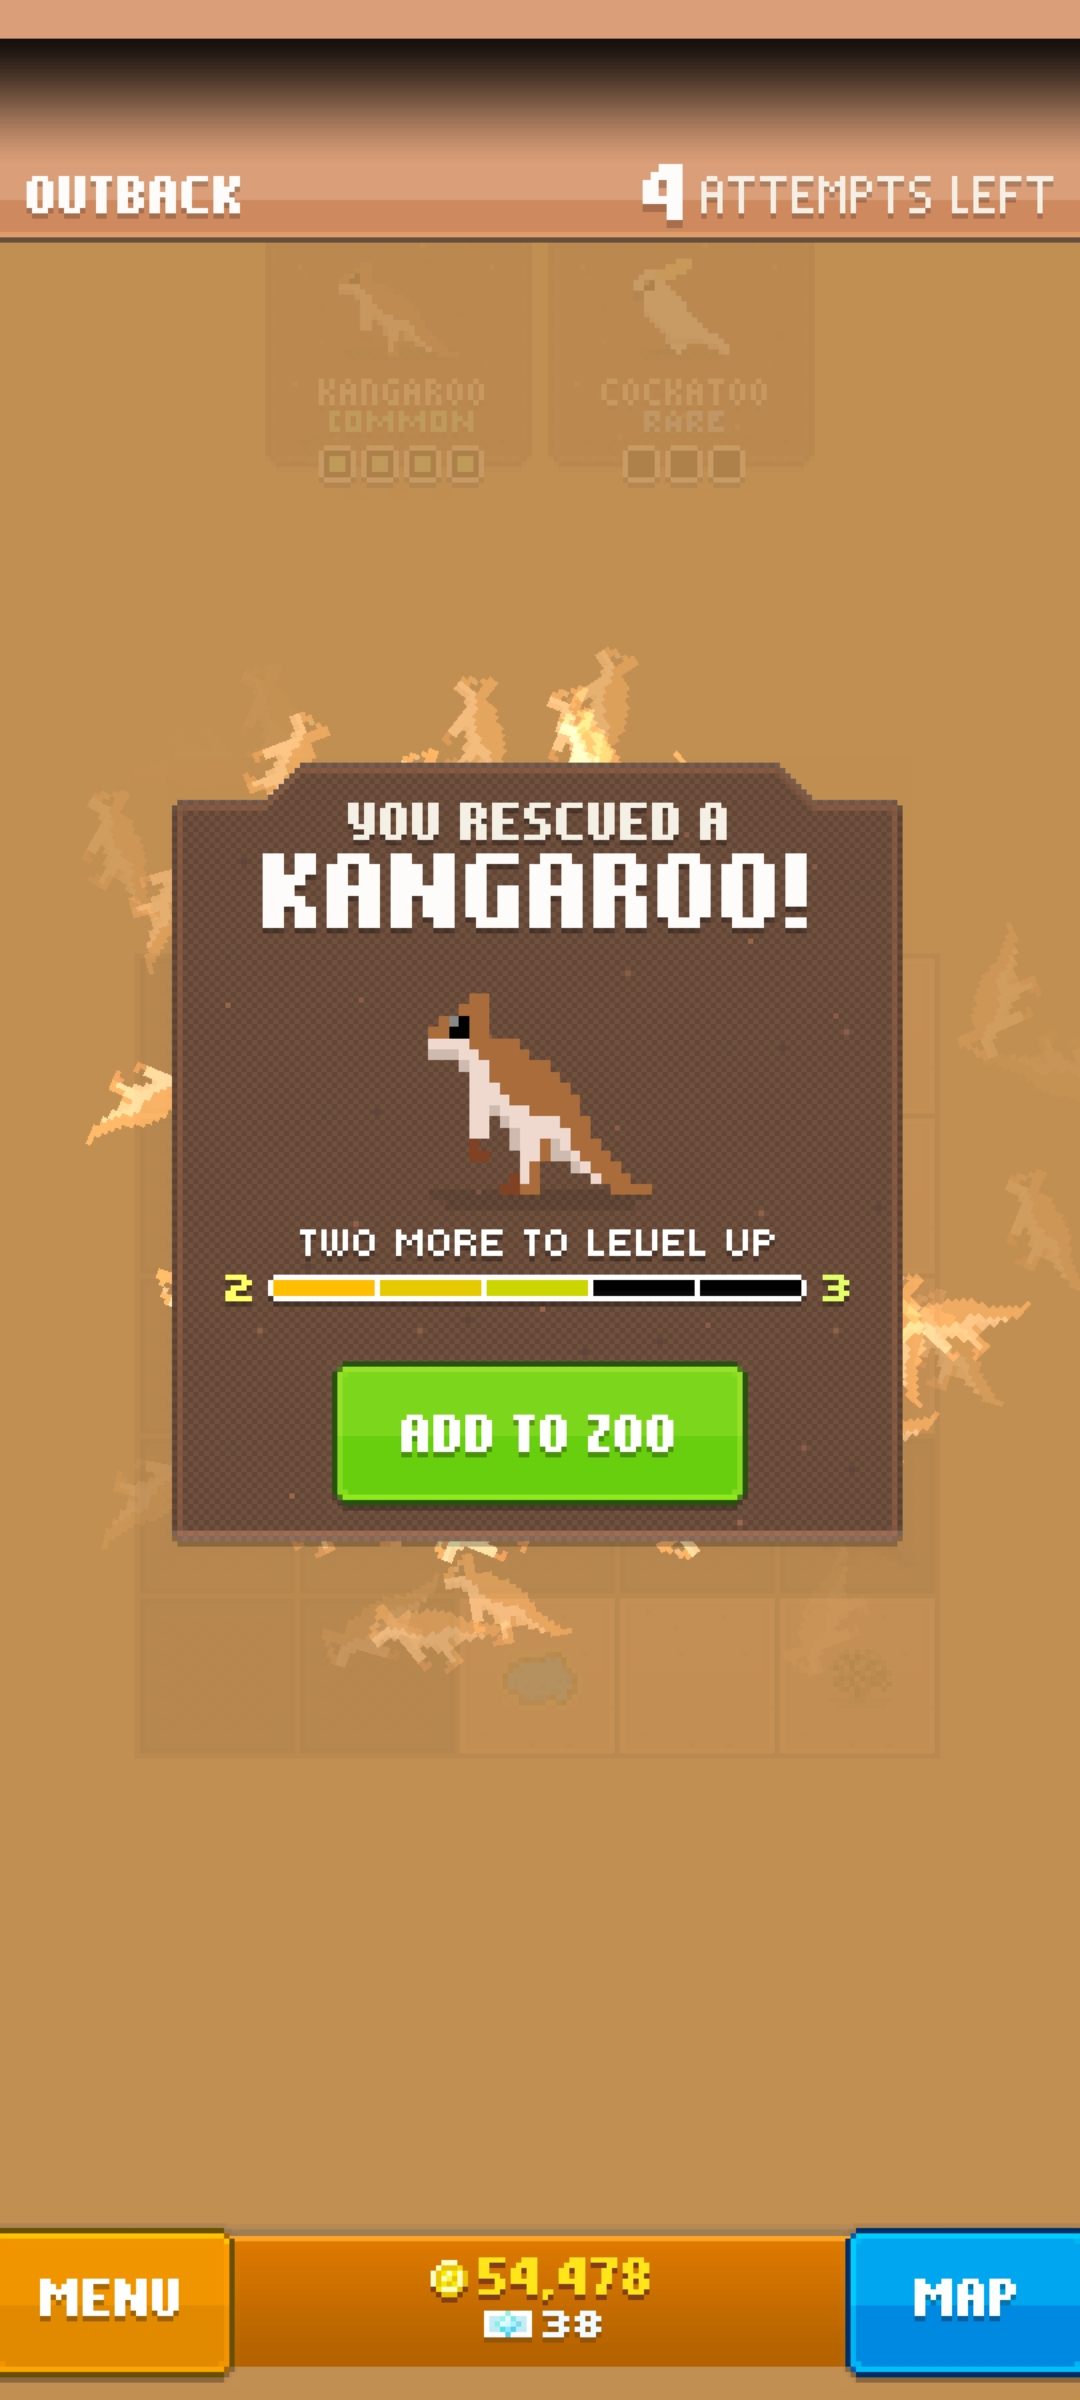 OUTBACK
4 ATTEMPTS LEFT
KANGAROO
COMMON
COCKATOO
RARE
YOU RESCUED A
KANGAROO!
TWO MORE TO LEVEL UP
2 3
ADD TO ZOO
MENU
54,478
38
MAP